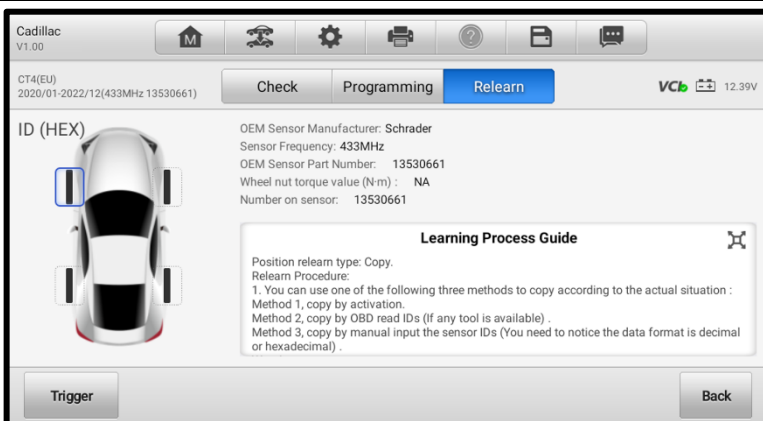 Cadillac
V1.00
M
?
CT4(EU)
2020/01-2022/12(433MHz 13530661)
Check
Programming
Relearn
VCI
12.39V
ID (HEX)
OEM Sensor Manufacturer: Schrader
Sensor Frequency: 433MHz
OEM Sensor Part Number: 13530661
Wheel nut torque value (N·m) : NA
Number on sensor: 13530661
Learning Process Guide
Position relearn type: Copy.
Relearn Procedure:
1. You can use one of the following three methods to copy according to the actual situation :
Method 1, copy by activation.
Method 2, copy by OBD read IDs (If any tool is available) .
Method 3, copy by manual input the sensor IDs (You need to notice the data format is decimal
or hexadecimal) .
Trigger
Back